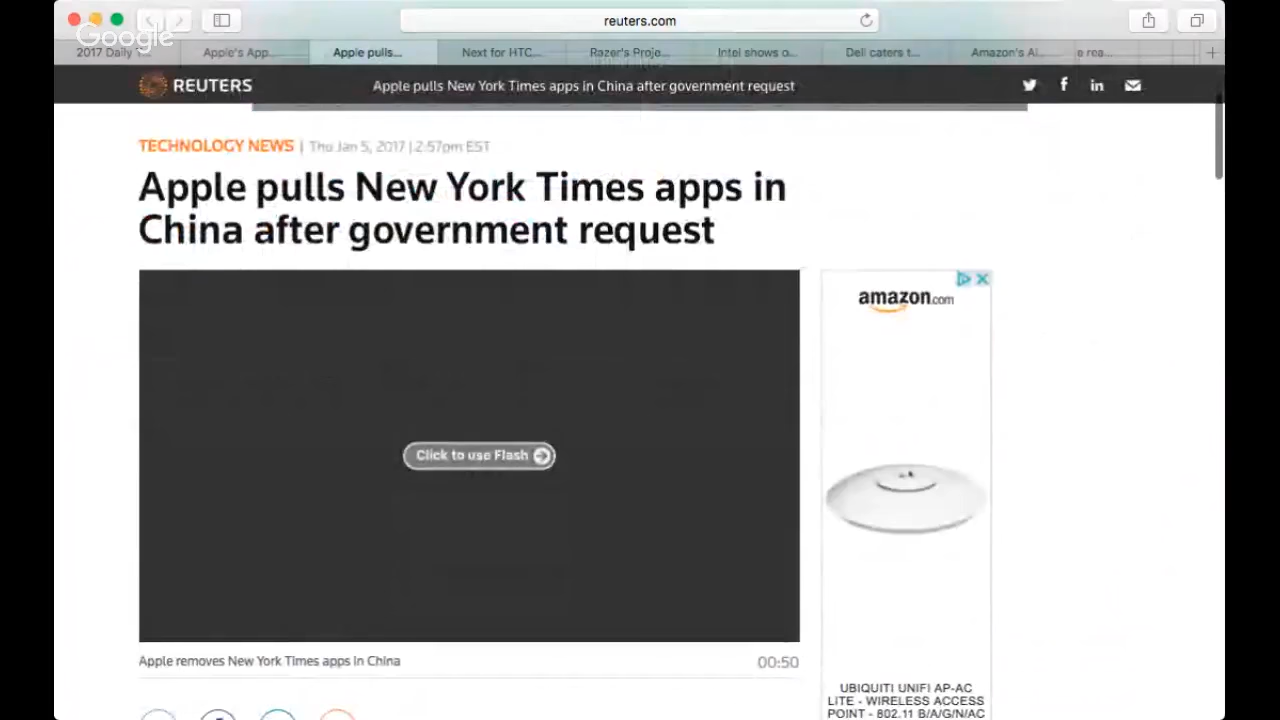 reuters.com
Google
2017 Daily
Apple's App...
Apple pulls...
Next for HTC...
Razer's Proje...
Intel shows o...
Dell caters t...
Amazon's Al...
e rea...
REUTERS
Apple pulls New York Times apps in China after government request
TECHNOLOGY NEWS | Thu Jan 5, 2017 | 2:57pm EST
Apple pulls New York Times apps in
China after government request
Click to use Flash
amazon.com
Apple removes New York Times apps in China
00:50
UBIQUITI UNIFI AP-AC
LITE - WIRELESS ACCESS
POINT - 802.11 B/A/G/N/AC